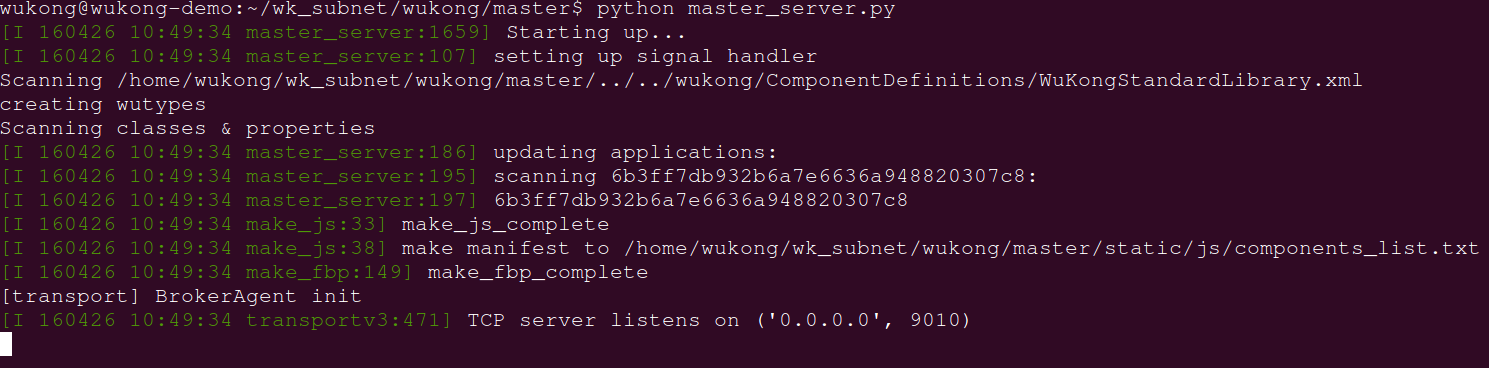 wukong@wukong-demo:~/wk_subnet/wukong/master$ python master_server.py
[I 160426 10:49:34 master_server:1659] Starting up...
[I 160426 10:49:34 master_server:107] setting up signal handler
Scanning /home/wukong/wk_subnet/wukong/master/../../wukong/ComponentDefinitions/WuKongStandardLibrary.xml
creating wutypes
Scanning classes & properties
[I 160426 10:49:34 master_server:186] updating applications:
[I 160426 10:49:34 master_server:195] scanning 6b3ff7db932b6a7e6636a948820307c8:
[I 160426 10:49:34 master_server:197] 6b3ff7db932b6a7e6636a948820307c8
[I 160426 10:49:34 make_js:33] make_js_complete
[I 160426 10:49:34 make_js:38] make manifest to /home/wukong/wk_subnet/wukong/master/static/js/components_list.txt
[I 160426 10:49:34 make_fbp:149] make_fbp_complete
[transport] BrokerAgent init
[I 160426 10:49:34 transportv3:471] TCP server listens on ('0.0.0.0', 9010)